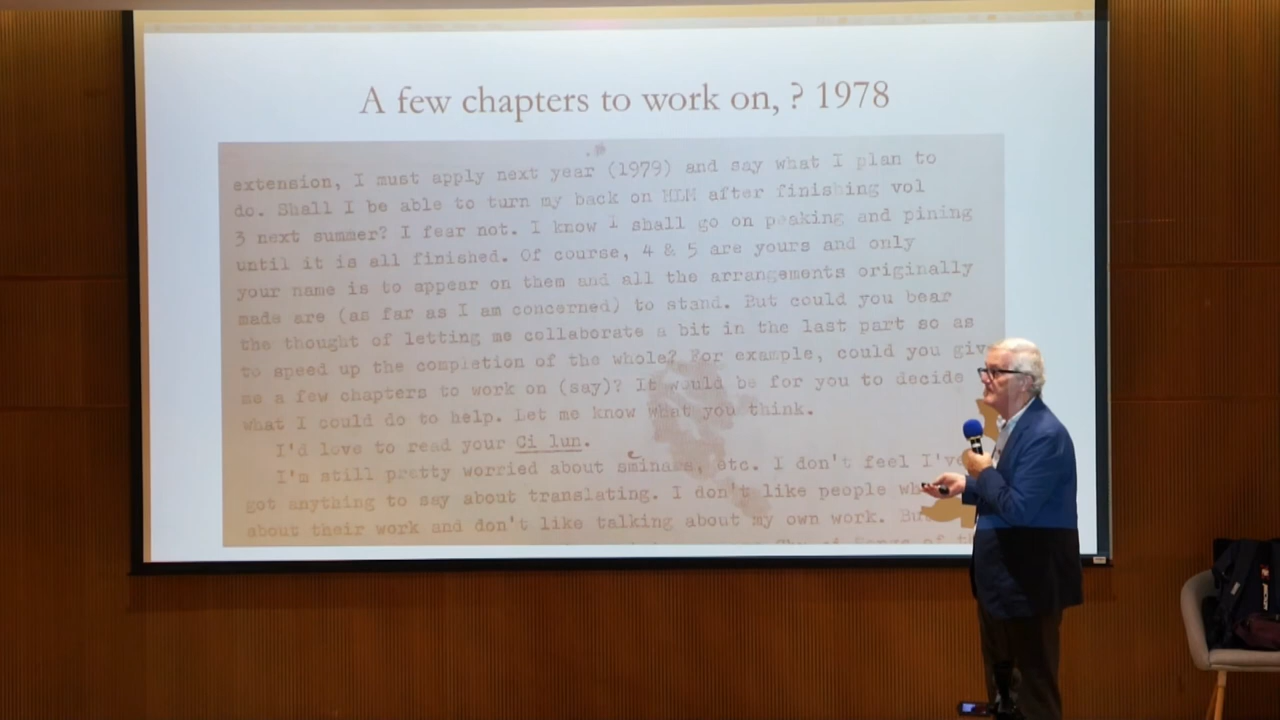 A few chapters to work on, ? 1978
extension, I must apply next year (1979) and say what I plan to
do. Shall I be able to turn my back on HLM after finishing vol
3 next summer? I fear not. I know I shall go on peaking and pining
until it is all finished. Of course, 4 & 5 are yours and only
your name is to appear on them and all the arrangements originally
made are (as far as I am concerned) to stand. But could you bear
the thought of letting me collaborate a bit in the last part so as
to speed up the completion of the whole? For example, could you giv
me a few chapters to work on (say)? It would be for you to decide
what I could do to help. Let me know what you think.
I'd love to read your Ci lun.
I'm still pretty worried about sminars, etc. I don't feel I've
got anything to say about translating. I don't like people wh
about their work and don't like talking about my own work. Bu